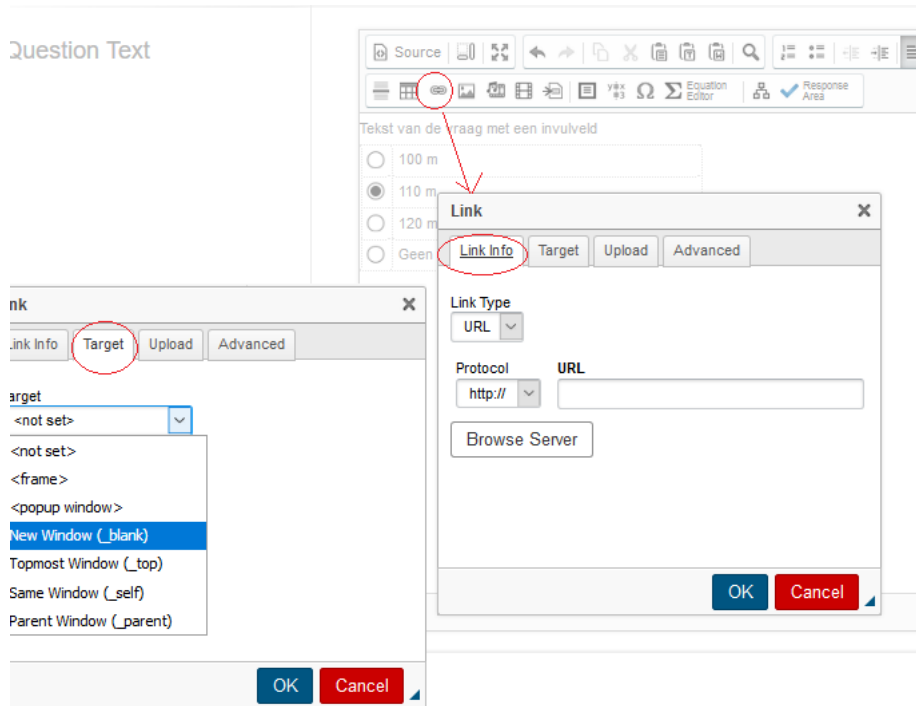 Question Text
Source
Equation Editor
Response Area
Tekst van de vraag met een invulveld
100 m
110 m
120 m
Geen
Link
Link Info Target Upload Advanced
Link Type
URL
Protocol URL
http://
Browse Server
OK Cancel
nk
Link Info Target Upload Advanced
arget
<not set>
<not set>
<frame>
<popup window>
New Window (_blank)
Topmost Window (_top)
Same Window (_self)
Parent Window (_parent)
OK Cancel